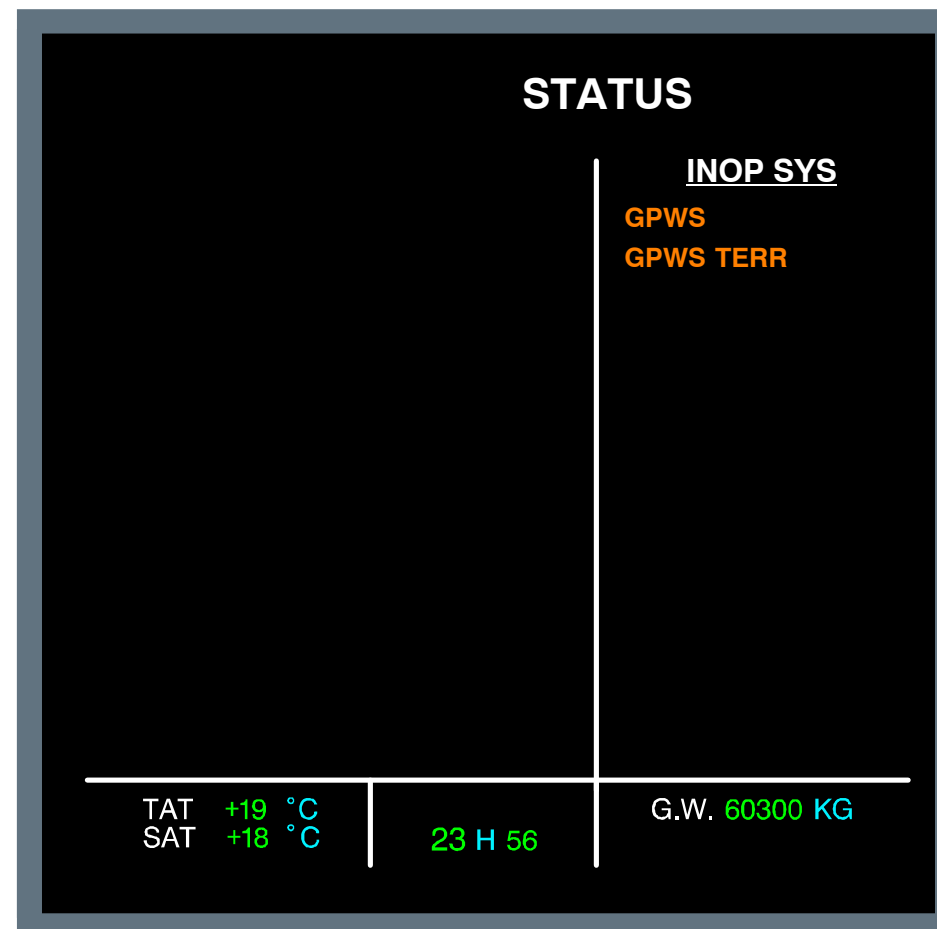 STATUS
INOP SYS
GPWS
GPWS TERR
TAT +19 °C
SAT +18 °C
23 H 56
G.W. 60300 KG